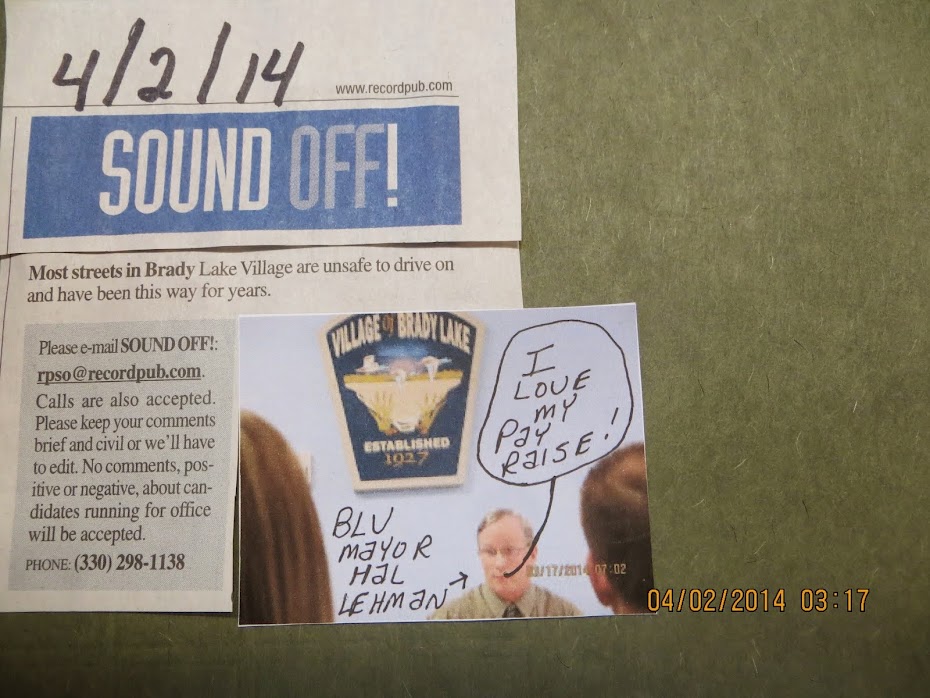 4/2/14
www.recordpub.com
SOUND OFF!
Most streets in Brady Lake Village are unsafe to drive on
and have been this way for years.
Please e-mail SOUND OFF!:
rpso@recordpub.com.
Calls are also accepted.
Please keep your comments
brief and civil or we'll have
to edit. No comments, pos-
itive or negative, about can-
didates running for office
will be accepted.
PHONE: (330) 298-1138
VILLAGE of BRADY LAKE
ESTABLISHED
1927
I
LOVE
MY
PAY
RAISE!
BLV
MAYOR
HAL
LEHMAN
/17/2014 07:02
04/02/2014 03:17